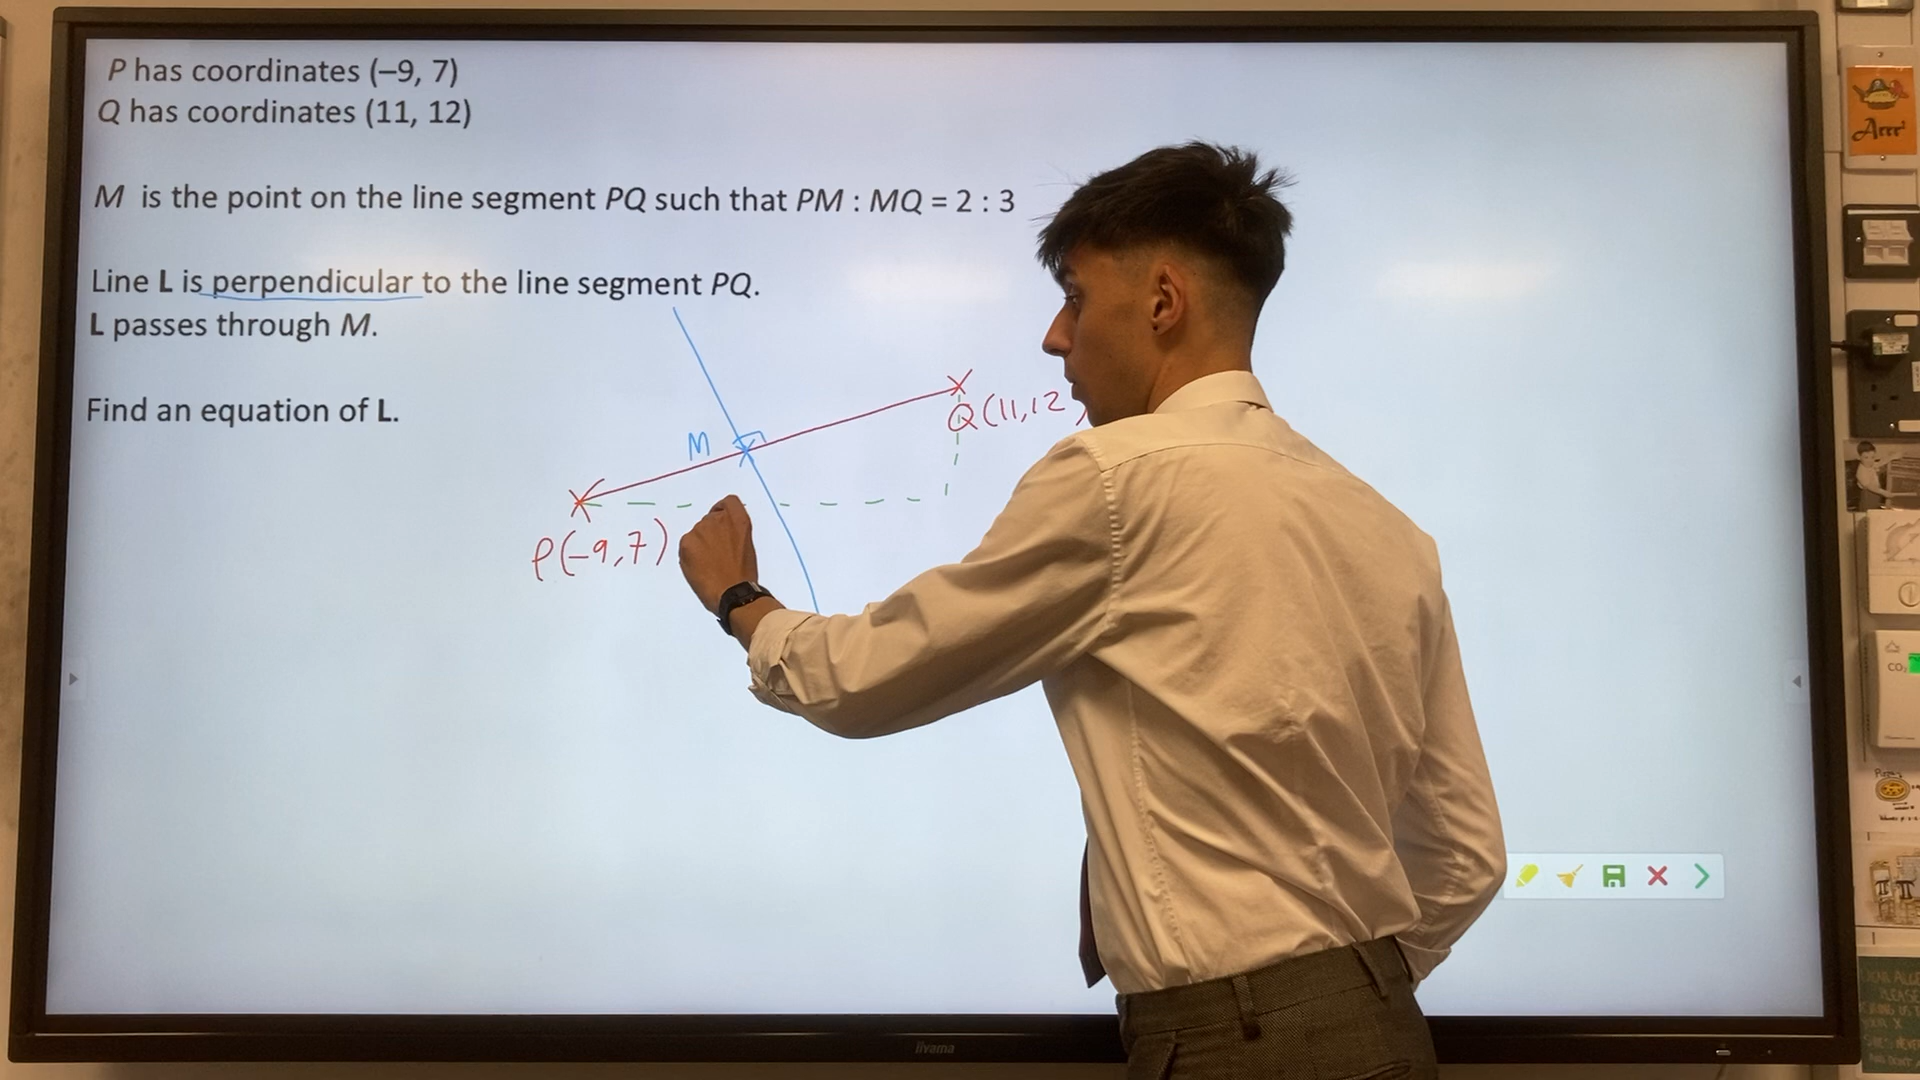 P has coordinates (–9, 7)
Q has coordinates (11, 12)
M is the point on the line segment PQ such that PM : MQ = 2 : 3
Line L is perpendicular to the line segment PQ.
L passes through M.
Find an equation of L.
M
Q(11,12)
P(-9,7)
iiyama
Arrr!
CO₂